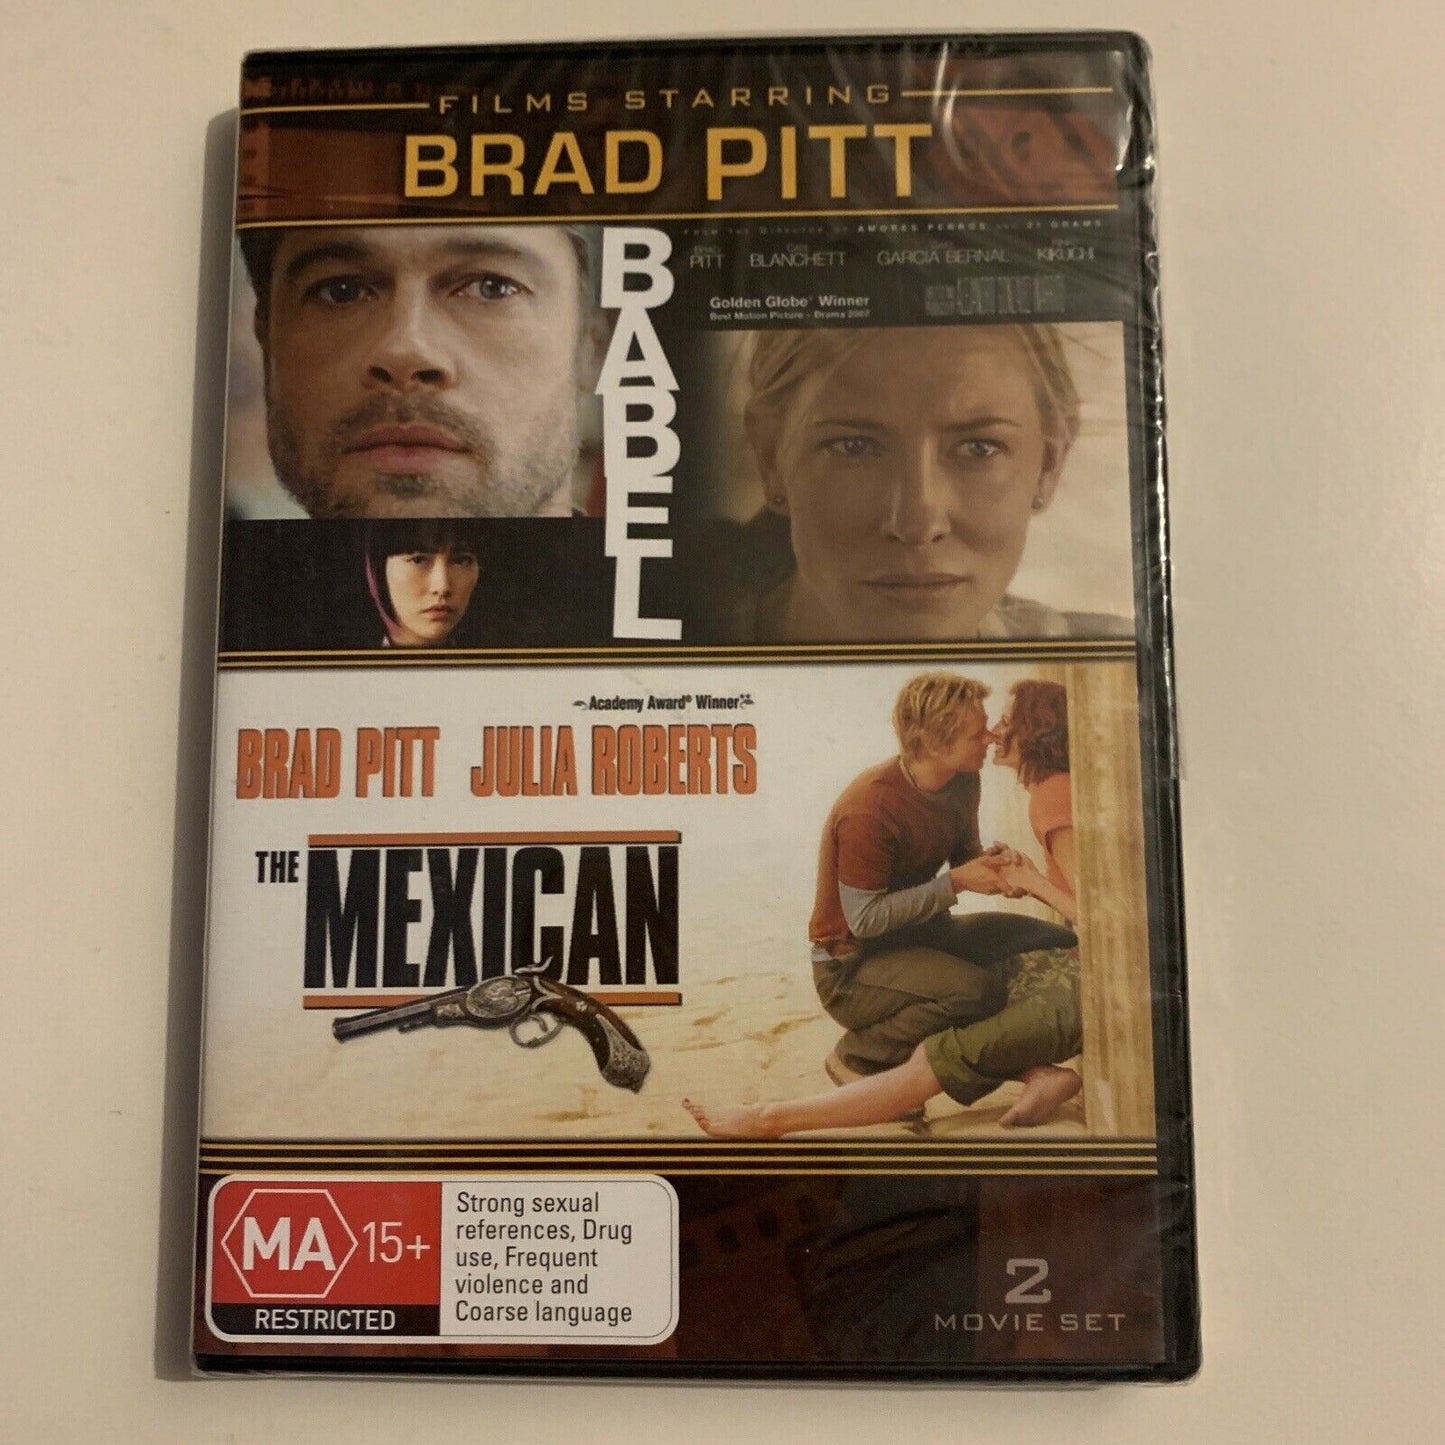 FILMS STARRING
BRAD PITT
BABEL
FROM THE DIRECTOR OF AMORES PERROS AND 21 GRAMS
BRAD PITT CATE BLANCHETT GARCIA BERNAL KIKUCHI
Golden Globe® Winner
Best Motion Picture - Drama 2007
Academy Award® Winner
BRAD PITT JULIA ROBERTS
THE MEXICAN
MA 15+
RESTRICTED
Strong sexual
references, Drug
use, Frequent
violence and
Coarse language
2
MOVIE SET